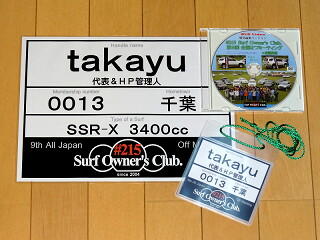 Handle name
takayu
代表&HP管理人
Membership number
Hometown
0013
千葉
Type of a Surf
SSR-X 3400cc
9th All Japan
Off M
#215
Surf Owner's Club.
since 2004
#215 Surf Owner's Club.
takayu
代表&HP管理人
0013 千葉
Surf Owner's Club.